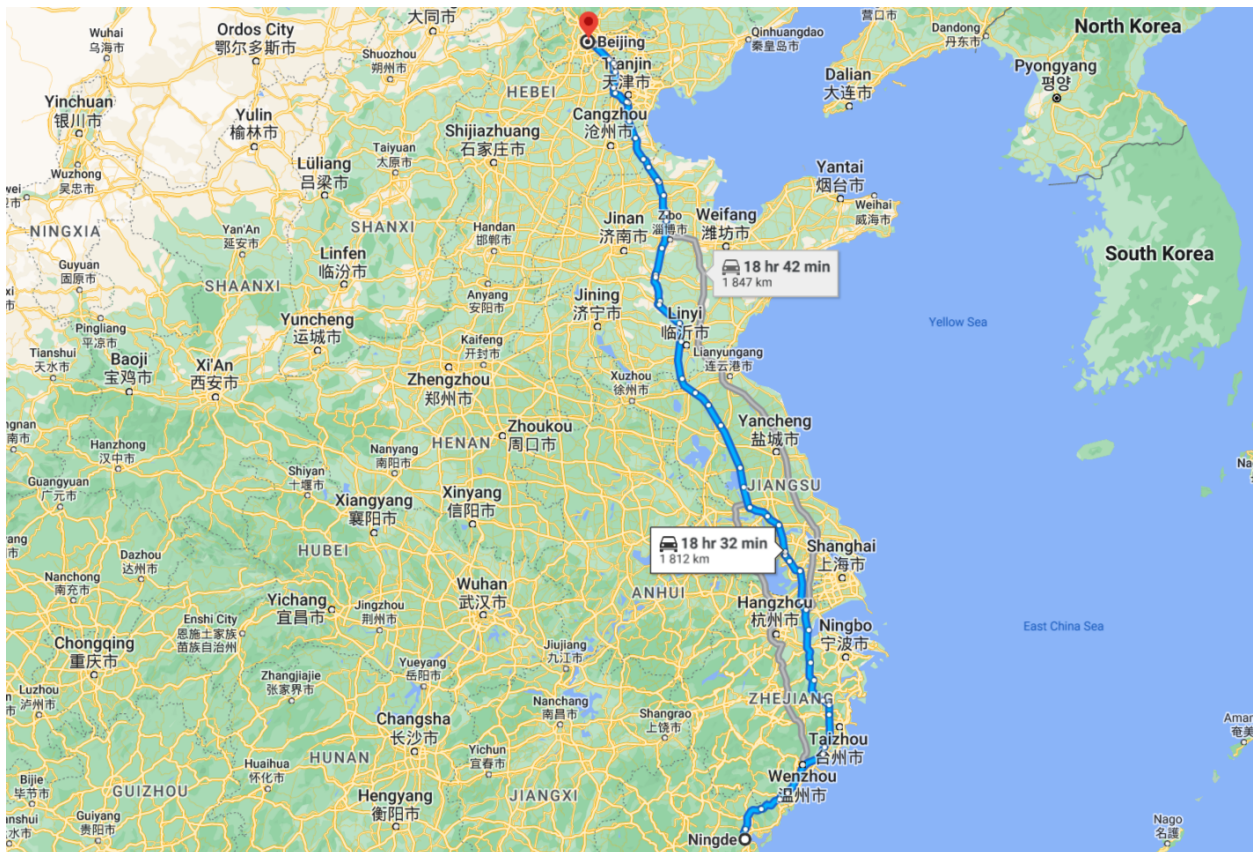 Wuhai
乌海市
Ordos City
鄂尔多斯市
大同市
Shuozhou
朔州市
Beijing
Tianjin
天津市
Qinhuangdao
秦皇岛市
营口市
Dandong
丹东市
North Korea
Pyongyang
평양
Dalian
大连市
HEBEI
Yinchuan
银川市
Yulin
榆林市
Cangzhou
沧州市
Shijiazhuang
石家庄市
Taiyuan
太原市
Lüliang
吕梁市
Wuzhong
吴忠市
wei
卫市
Yantai
烟台市
Weihai
威海市
NINGXIA
Yan'An
延安市
SHANXI
Handan
邯郸市
Jinan
济南市
Zibo
淄博市
Weifang
潍坊市
South Korea
Linfen
临汾市
Guyuan
固原市
18 hr 42 min
1 847 km
SHAANXI
Anyang
安阳市
Jining
济宁市
Linyi
临沂市
Yellow Sea
Pingliang
平凉市
Yuncheng
运城市
Kaifeng
开封市
Tianshui
天水市
Baoji
宝鸡市
Xi'An
西安市
Zhengzhou
郑州市
Xuzhou
徐州市
Lianyungang
连云港市
Zhoukou
周口市
Yancheng
盐城市
HENAN
Hanzhong
汉中市
Nanyang
南阳市
ngnan
南市
Guangyuan
广元市
Shiyan
十堰市
Xiangyang
襄阳市
Xinyang
信阳市
JIANGSU
18 hr 32 min
1 812 km
Shanghai
上海市
HUBEI
Dazhou
达州市
Nanchong
南充市
Wuhan
武汉市
ANHUI
Hangzhou
杭州市
Yichang
宜昌市
Jingzhou
荆州市
Enshi City
恩施土家族
苗族自治州
Ningbo
宁波市
East China Sea
Chongqing
重庆市
Jiujiang
九江市
Yueyang
岳阳市
Zhangjiajie
张家界市
Luzhou
泸州市
ZHEJIANG
Nanchang
南昌市
Shangrao
上饶市
Changsha
长沙市
Taizhou
台州市
Amar
奄美
HUNAN
Yichun
宜春市
Huaihua
怀化市
Wenzhou
温州市
Bijie
毕节市
GUIZHOU
Hengyang
衡阳市
JIANGXI
Guiyang
贵阳市
anshui
水市
Ningde
Nago
名護